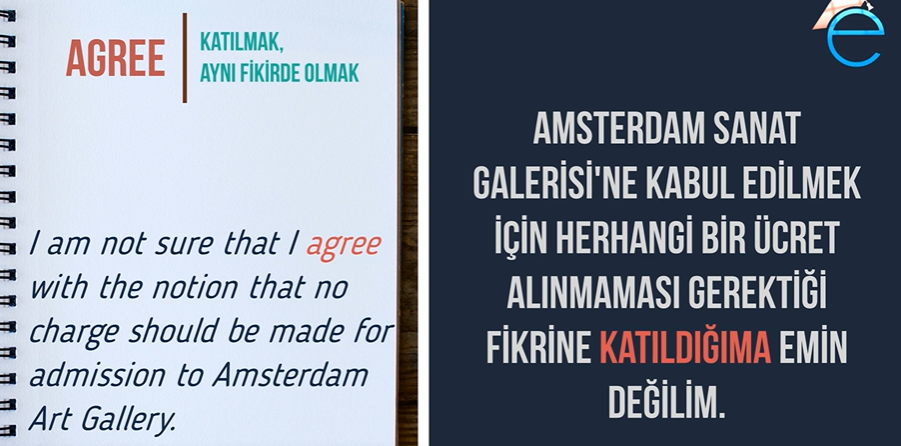 AGREE
KATILMAK,
AYNI FİKİRDE OLMAK
I am not sure that I agree
with the notion that no
charge should be made for
admission to Amsterdam
Art Gallery.
e
AMSTERDAM SANAT
GALERİSİ'NE KABUL EDİLMEK
İÇİN HERHANGİ BİR ÜCRET
ALINMAMASI GEREKTİĞİ
FİKRİNE KATILDIĞIMA EMİN
DEĞİLİM.